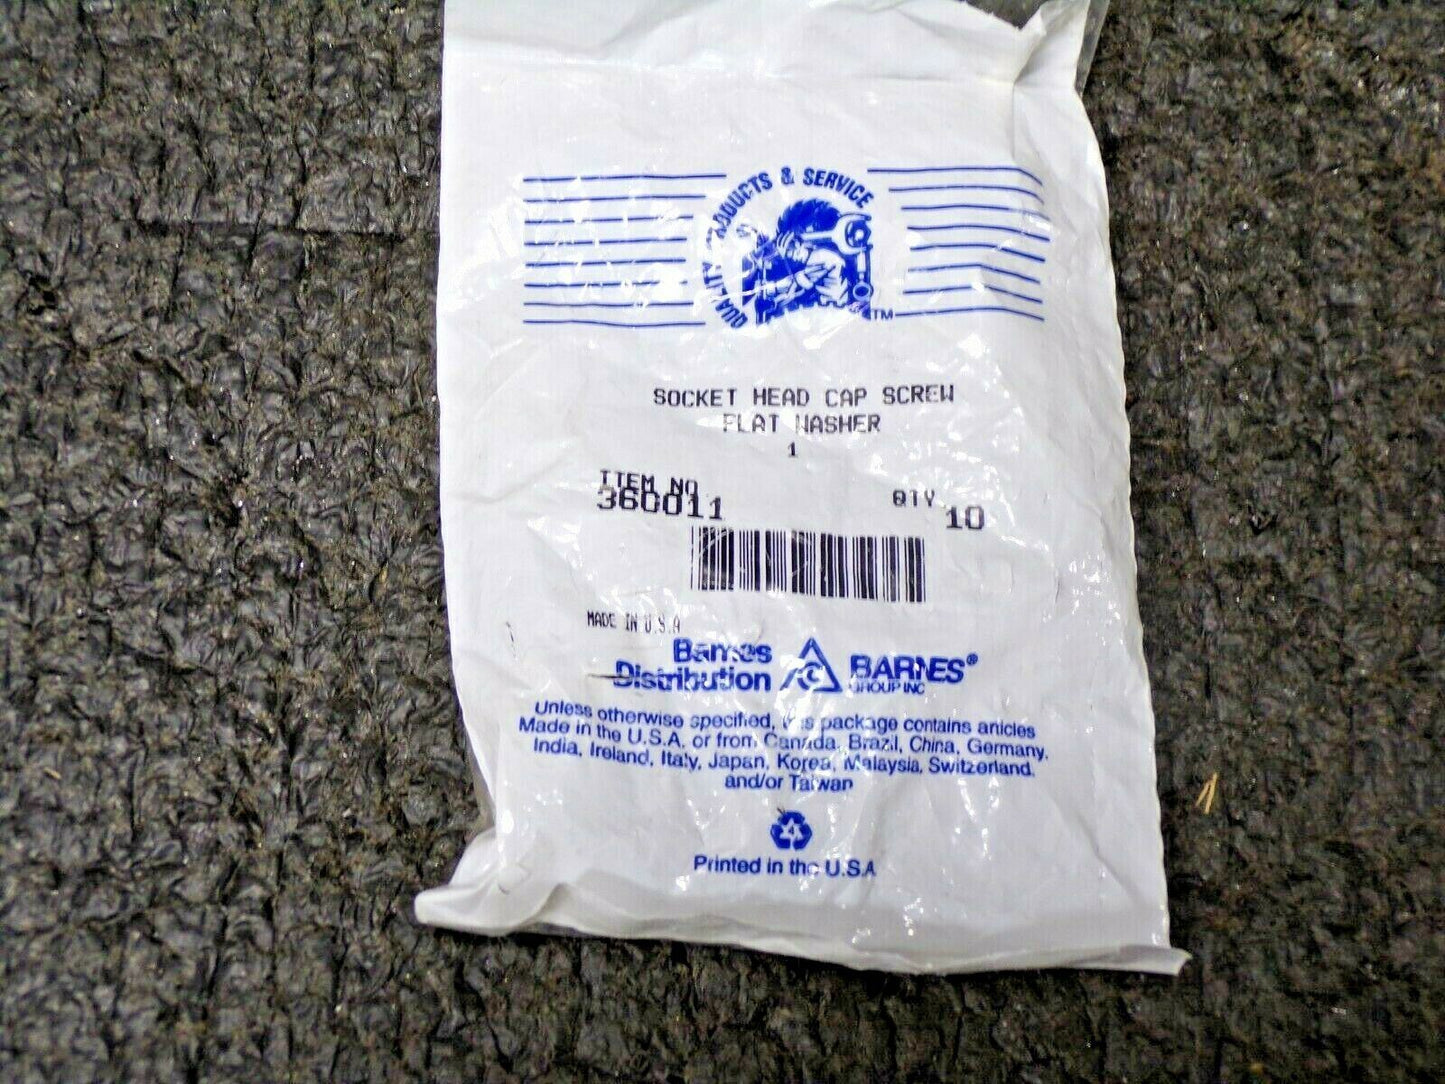 QUALITY PRODUCTS & SERVICE
TM
SOCKET HEAD CAP SCREW
FLAT WASHER
1
ITEM NO
360011
QTY
10
MADE IN U.S.A
Barnes
Distribution
BARNES®
GROUP INC
Unless otherwise specified, this package contains articles
Made in the U.S.A. or from Canada, Brazil, China, Germany,
India, Ireland, Italy, Japan, Korea, Malaysia, Switzerland,
and/or Taiwan
4
Printed in the U.S.A